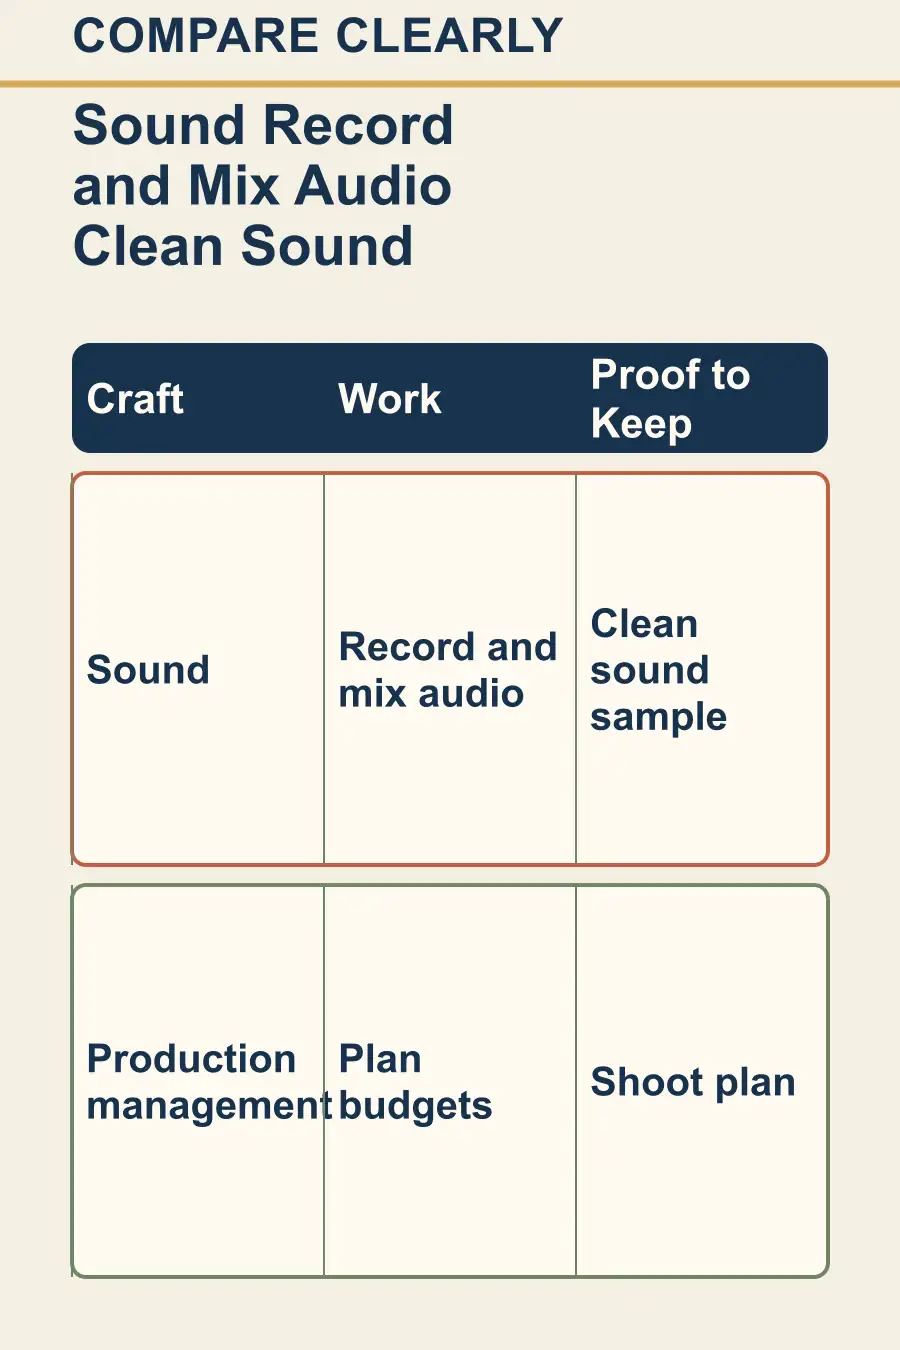 COMPARE CLEARLY
Sound Record
and Mix Audio
Clean Sound
Craft
Work
Proof to
Keep
Sound
Record and
mix audio
Clean
sound
sample
Production
management
Plan
budgets
Shoot plan